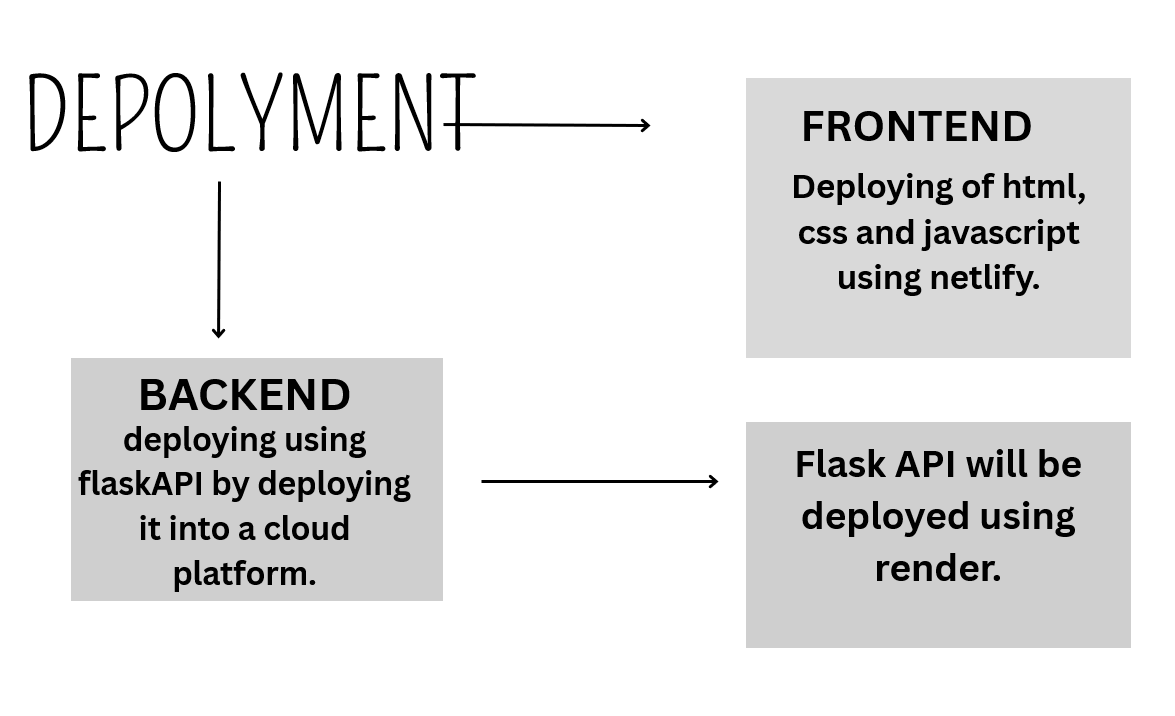 DEPOLYMENT
FRONTEND
Deploying of html,
css and javascript
using netlify.
BACKEND
deploying using
flaskAPI by deploying
it into a cloud
platform.
Flask API will be
deployed using
render.